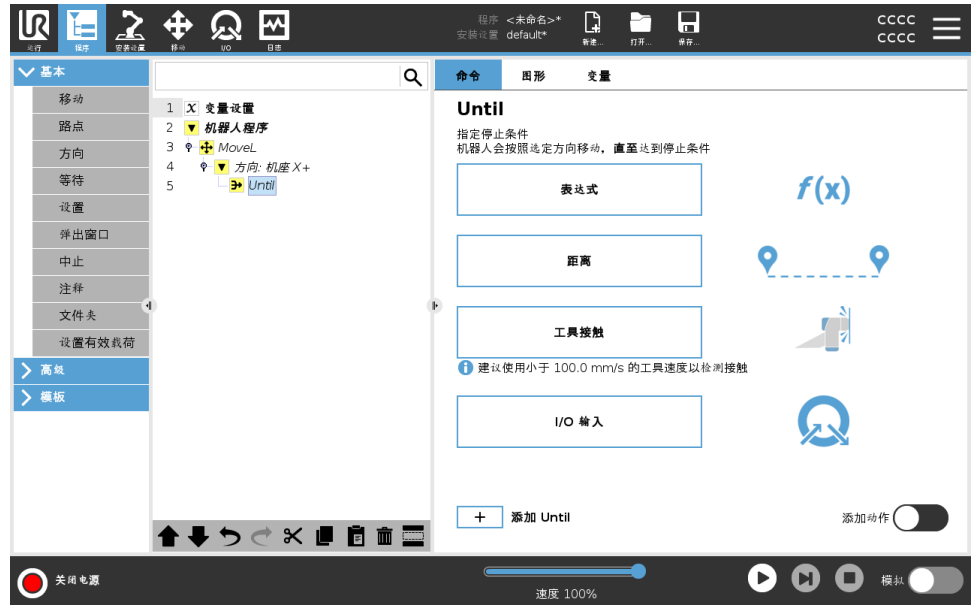 UR
运行
程序
安装设置
移动
I/O
日志
程序 <未命名>*
安装设置 default*
新建...
打开...
保存...
CCCC
CCCC
基本
移动
路点
方向
等待
设置
弹出窗口
中止
注释
文件夹
设置有效载荷
高级
模板
1 X 变量设置
2 机器人程序
3 MoveL
4 方向: 机座 X+
5 Until
命令 图形 变量
Until
指定停止条件
机器人会按照选定方向移动，直至达到停止条件
表达式
f(x)
距离
工具接触
建议使用小于 100.0 mm/s 的工具速度以检测接触
I/O 输入
+ 添加 Until
添加动作
关闭电源
速度 100%
模拟